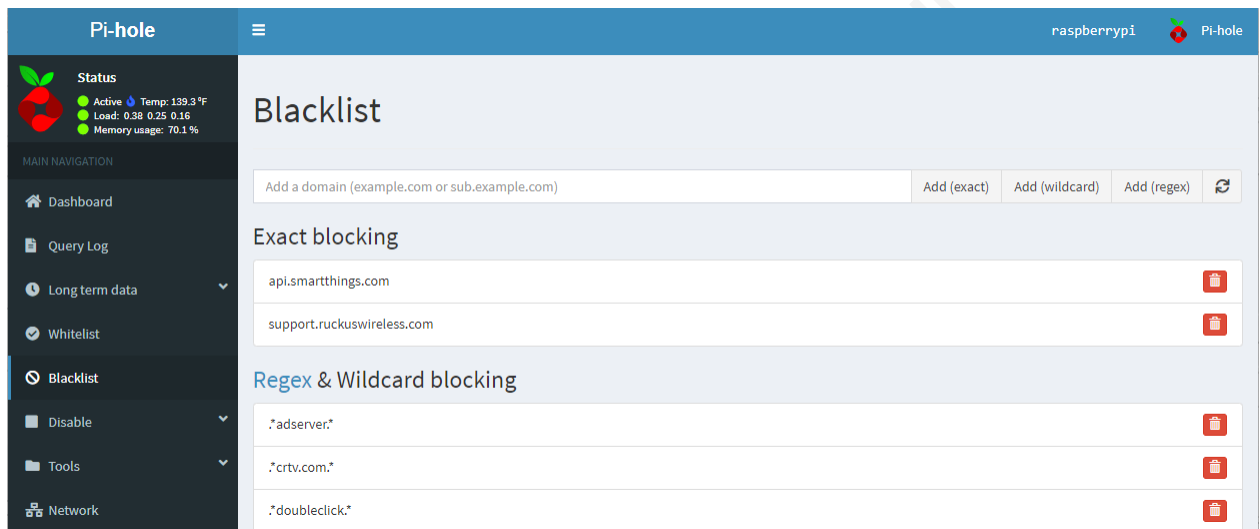 Pi-hole
raspberrypi
Pi-hole
Status
Active Temp: 139.3 °F
Load: 0.38 0.25 0.16
Memory usage: 70.1 %
MAIN NAVIGATION
Dashboard
Query Log
Long term data
Whitelist
Blacklist
Disable
Tools
Network
Blacklist
Add a domain (example.com or sub.example.com)
Add (exact)
Add (wildcard)
Add (regex)
Exact blocking
api.smartthings.com
support.ruckuswireless.com
Regex & Wildcard blocking
.*adserver.*
.*crtv.com.*
.*doubleclick.*